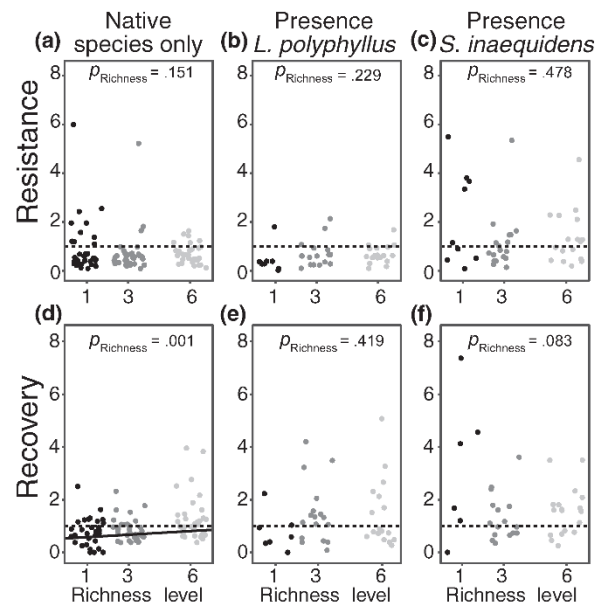 Native Presence Presence
(a) species only (b) L. polyphyllus (c) S. inaequidens
Resistance
8 6 4 2 0
pRichness = .151 pRichness = .229 pRichness = .478
1 3 6 1 3 6 1 3 6
(d) (e) (f)
Recovery
8 6 4 2 0
pRichness = .001 pRichness = .419 pRichness = .083
8 6 4 2 0 8 6 4 2 0
8 6 4 2 0 8 6 4 2 0
1 3 6 1 3 6 1 3 6
Richness level Richness level Richness level